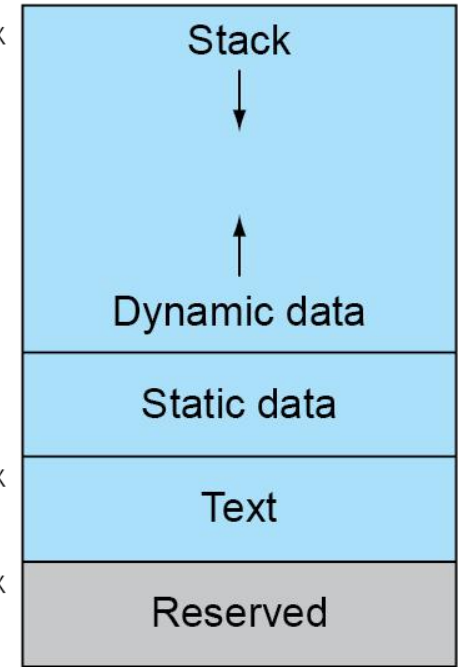 X
Stack
Dynamic data
Static data
X
Text
X
Reserved